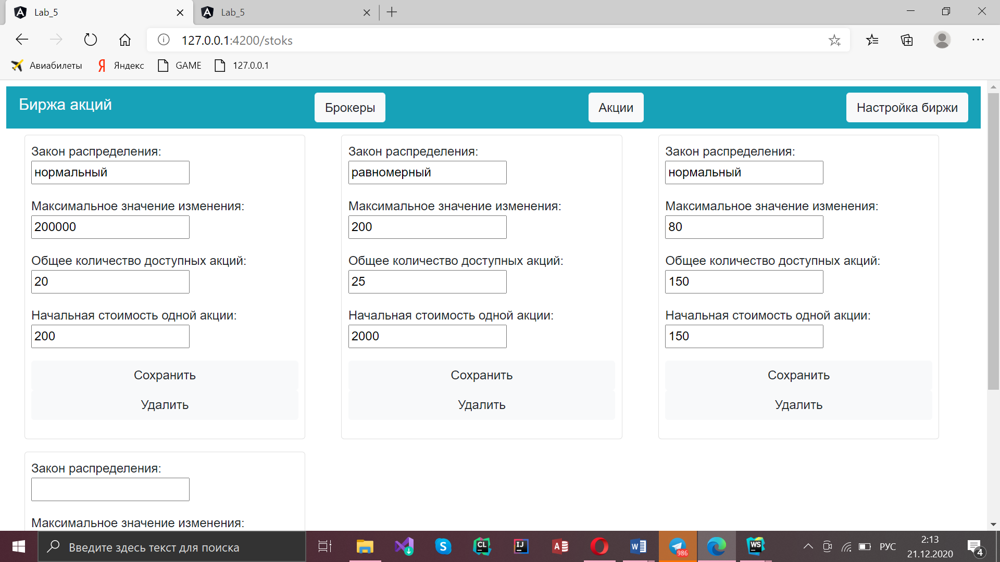 Lab_5
Lab_5
127.0.0.1:4200/stoks
Авиабилеты
Яндекс
GAME
127.0.0.1
Биржа акций
Брокеры
Акции
Настройка биржи
Закон распределения:
нормальный
Максимальное значение изменения:
200000
Общее количество доступных акций:
20
Начальная стоимость одной акции:
200
Сохранить
Удалить
Закон распределения:
равномерный
Максимальное значение изменения:
200
Общее количество доступных акций:
25
Начальная стоимость одной акции:
2000
Сохранить
Удалить
Закон распределения:
нормальный
Максимальное значение изменения:
80
Общее количество доступных акций:
150
Начальная стоимость одной акции:
150
Сохранить
Удалить
Закон распределения:
Максимальное значение изменения:
Введите здесь текст для поиска
CL
IJ
986
WS
РУС
2:13
21.12.2020
4